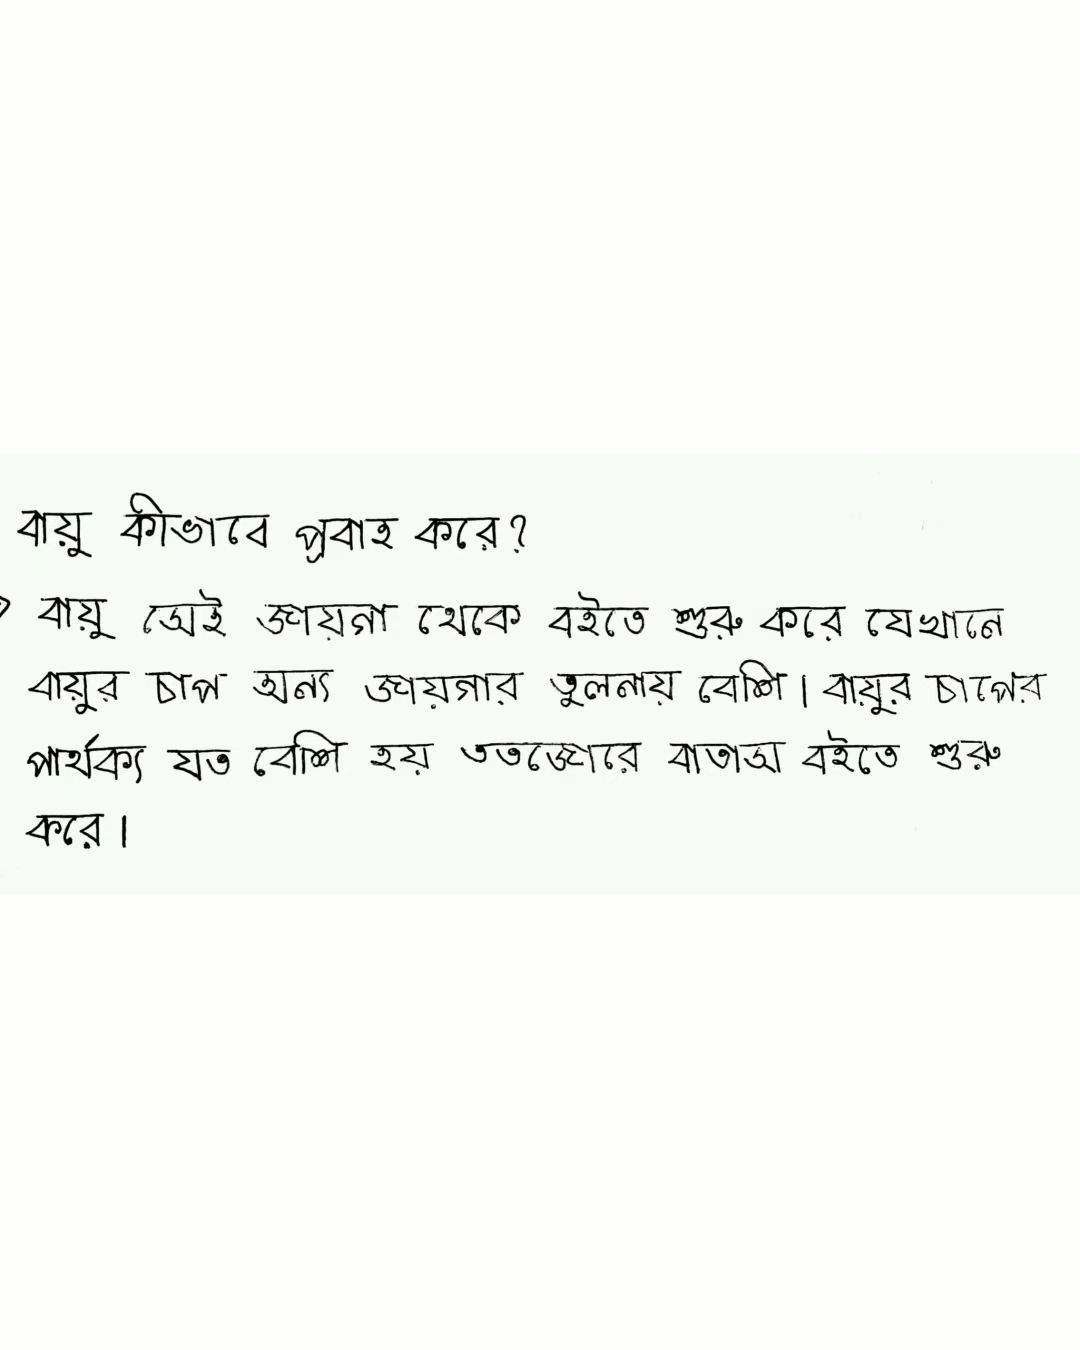 বায়ু কীভাবে প্রবাহ করে?
বায়ু সেই জায়গা থেকে বইতে শুরু করে যেখানে
বায়ুর চাপ অন্য জায়গার তুলনায় বেশি। বায়ুর চাপের
পার্থক্য যত বেশি হয় ততজোরে বাতাস বইতে শুরু
করে।